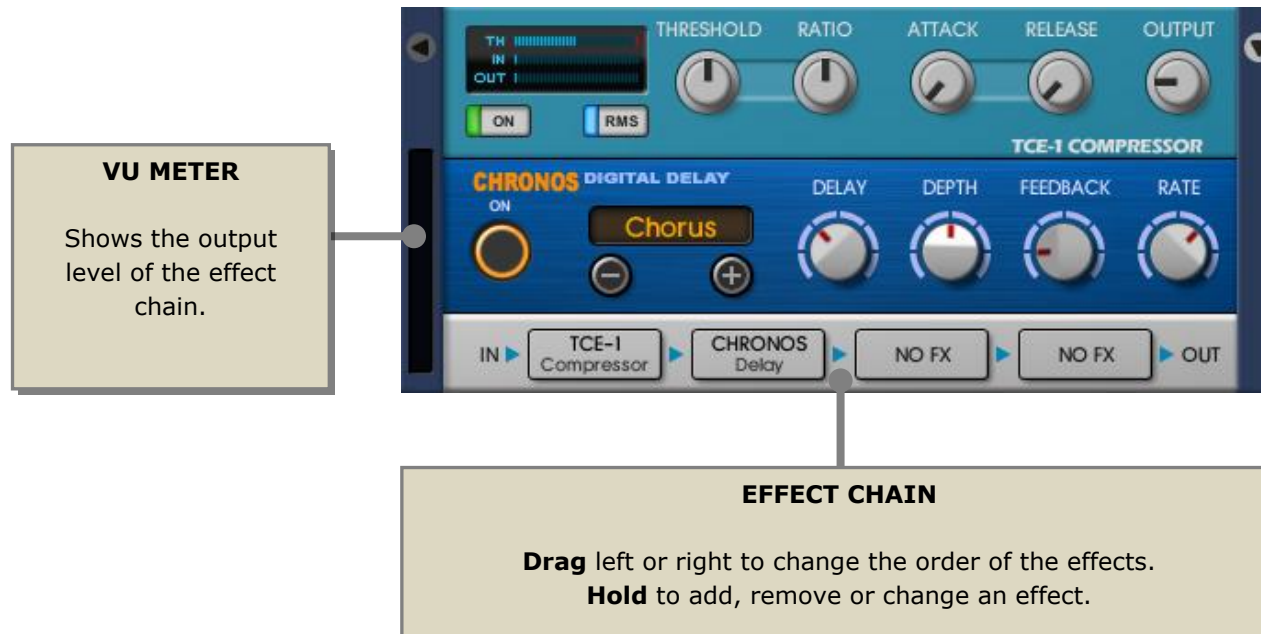 THRESHOLD RATIO ATTACK RELEASE OUTPUT
TH
IN
OUT
ON RMS
TCE-1 COMPRESSOR
VU METER
Shows the output
level of the effect
chain.
CHRONOS DIGITAL DELAY
ON
Chorus
DELAY DEPTH FEEDBACK RATE
IN TCE-1 Compressor CHRONOS Delay NO FX NO FX OUT
EFFECT CHAIN
Drag left or right to change the order of the effects.
Hold to add, remove or change an effect.